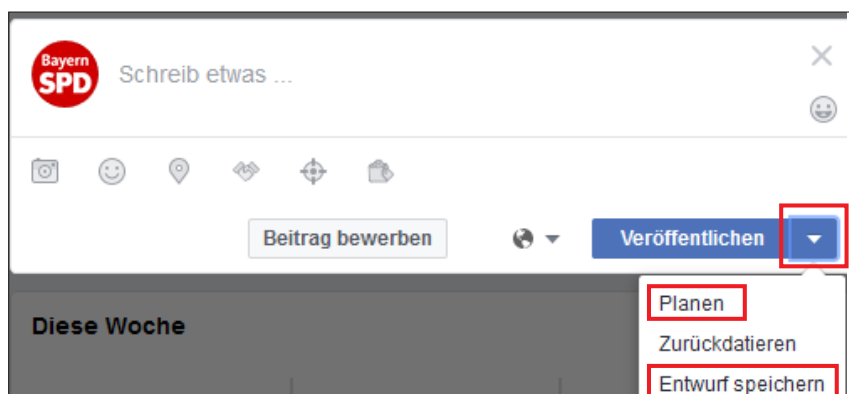 Bayern
SPD
Schreib etwas ...
Beitrag bewerben
Veröffentlichen
Planen
Diese Woche
Zurückdatieren
Entwurf speichern